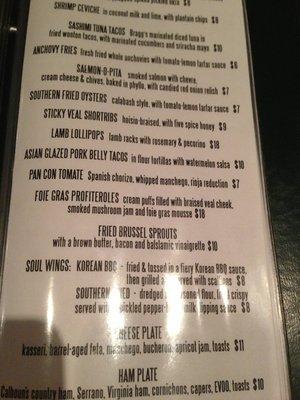 SHRIMP CEVICHE in coconut milk and lime, with plantain chips $8
SASHIMI TUNA TACOS Bragg's marinated diced tuna in
fried wonton tacos, with marinated cucumbers and sriracha mayo $10
ANCHOVY FRIES fresh fried whole anchovies with tomato-lemon tartar sauce $6
SALMON-O-PITA smoked salmon with chevre,
cream cheese & chives, baked in phyllo, with candied red onion relish $7
SOUTHERN FRIED OYSTERS calabash style, with tomato-lemon tartar sauce $7
STICKY VEAL SHORTRIBS hoisin-braised, with five spice honey $9
LAMB LOLLIPOPS lamb racks with rosemary & pecorino $18
ASIAN GLAZED PORK BELLY TACOS in flour tortillas with watermelon salsa $10
PAN CON TOMATE Spanish chorizo, whipped manchego, rioja reduction $7
FOIE GRAS PROFITEROLES cream puffs filled with braised veal cheek,
smoked mushroom jam and foie gras mousse $18
FRIED BRUSSEL SPROUTS
with a brown butter, bacon and balsamic vinaigrette $10
SOUL WINGS: KOREAN BBQ - fried & tossed in a fiery Korean BBQ sauce,
then grilled and served with scallions $8
SOUTHERN FRIED - dredged in seasoned flour, fried crispy
served with pickled peppers milk dipping sauce $8
CHEESE PLATE
kasseri, barrel-aged feta, manchego, bucheron, apricot jam, toasts $11
HAM PLATE
Calhoun's country ham, Serrano, Virginia ham, cornichons, capers, EVOO, toasts $10